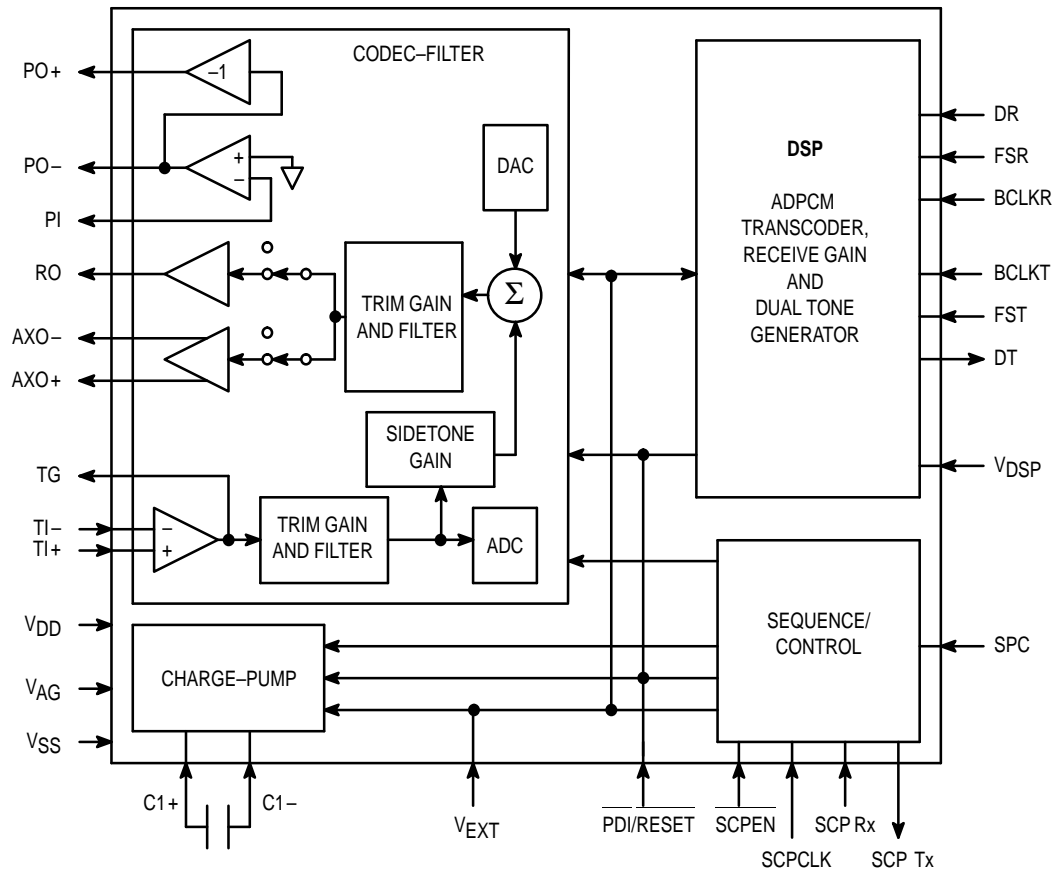 CODEC–FILTER
PO+
–1
PO–
+
–
PI
DAC
RO
TRIM GAIN
AND FILTER
Σ
AXO–
AXO+
SIDETONE
GAIN
TG
TI–
TI+
–
+
TRIM GAIN
AND FILTER
ADC
DSP
ADPCM
TRANSCODER,
RECEIVE GAIN
AND
DUAL TONE
GENERATOR
DR
FSR
BCLKR
BCLKT
FST
DT
VDSP
SEQUENCE/
CONTROL
SPC
VDD
VAG
VSS
CHARGE–PUMP
C1+
C1–
VEXT
PDI/RESET
SCPEN
SCPCLK
SCP Rx
SCP Tx